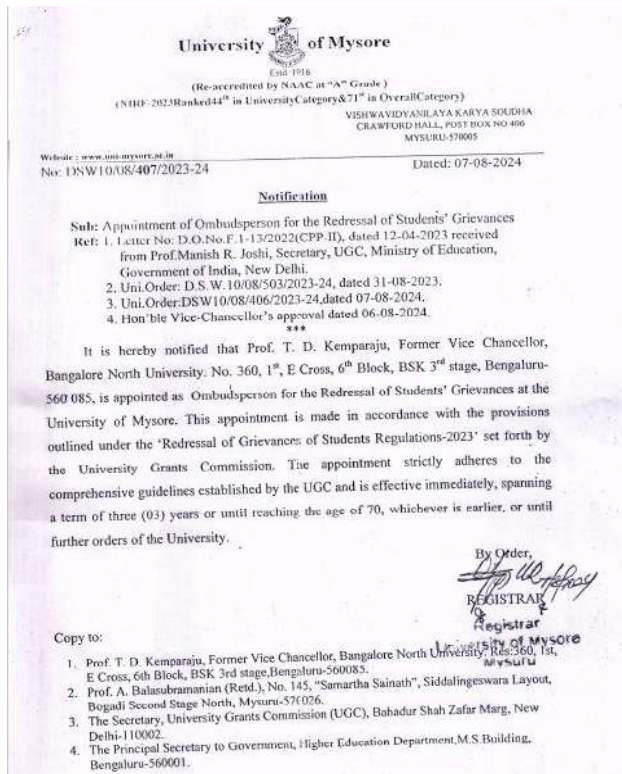 University of Mysore
Estd. 1916
(Re-accredited by NAAC at "A" Grade)
(NIRF-2023Ranked44th in UniversityCategory&71st in OverallCategory)
VISHWAVIDYANILAYA KARYA SOUDHA
CRAWFORD HALL, POST BOX NO 406
MYSURU-570005
Website : www.uni-mysore.ac.in
No: DSW10/08/407/2023-24
Dated: 07-08-2024
Notification
Sub: Appointment of Ombudsperson for the Redressal of Students' Grievances
Ref: 1. Letter No: D.O.No.F.1-13/2022(CPP-II), dated 12-04-2023 received
from Prof.Manish R. Joshi, Secretary, UGC, Ministry of Education,
Government of India, New Delhi.
2. Uni.Order: D.S.W.10/08/503/2023-24, dated 31-08-2023.
3. Uni.Order:DSW10/08/406/2023-24,dated 07-08-2024.
4. Hon'ble Vice-Chancellor's approval dated 06-08-2024.
***
It is hereby notified that Prof. T. D. Kemparaju, Former Vice Chancellor,
Bangalore North University. No. 360, 1st, E Cross, 6th Block, BSK 3rd stage, Bengaluru-
560 085, is appointed as Ombudsperson for the Redressal of Students' Grievances at the
University of Mysore. This appointment is made in accordance with the provisions
outlined under the 'Redressal of Grievances of Students Regulations-2023' set forth by
the University Grants Commission. The appointment strictly adheres to the
comprehensive guidelines established by the UGC and is effective immediately, spanning
a term of three (03) years or until reaching the age of 70, whichever is earlier, or until
further orders of the University.
By Order,
REGISTRAR
Registrar
University of Mysore
Mysuru
Copy to:
1. Prof. T. D. Kemparaju, Former Vice Chancellor, Bangalore North University. Res:360, 1st,
E Cross, 6th Block, BSK 3rd stage,Bengaluru-560085.
2. Prof. A. Balasubramanian (Retd.), No. 145, "Samartha Sainath", Siddalingeswara Layout,
Bogadi Second Stage North, Mysuru-570026.
3. The Secretary, University Grants Commission (UGC), Bahadur Shah Zafar Marg, New
Delhi-110002.
4. The Principal Secretary to Government, Higher Education Department,M.S Building,
Bengaluru-560001.